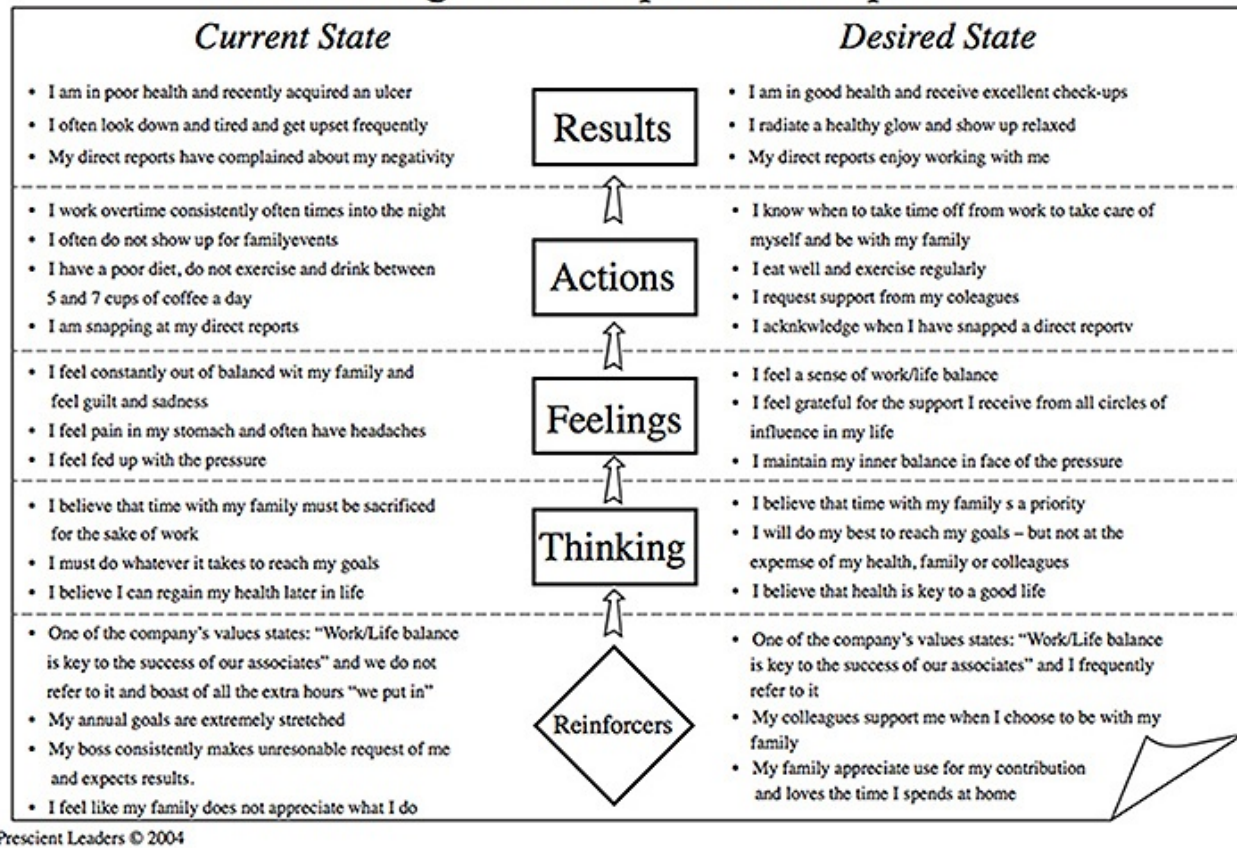 Current State
Desired State
• I am in poor health and recently acquired an ulcer
• I often look down and tired and get upset frequently
• My direct reports have complained about my negativity
Results
• I am in good health and receive excellent check-ups
• I radiate a healthy glow and show up relaxed
• My direct reports enjoy working with me
• I work overtime consistently often times into the night
• I often do not show up for familyevents
• I have a poor diet, do not exercise and drink between
5 and 7 cups of coffee a day
• I am snapping at my direct reports
Actions
• I know when to take time off from work to take care of
myself and be with my family
• I eat well and exercise regularly
• I request support from my coleagues
• I acknkwledge when I have snapped a direct reportv
• I feel constantly out of balancd wit my family and
feel guilt and sadness
• I feel pain in my stomach and often have headaches
• I feel fed up with the pressure
Feelings
• I feel a sense of work/life balance
• I feel grateful for the support I receive from all circles of
influence in my life
• I maintain my inner balance in face of the pressure
• I believe that time with my family must be sacrificed
for the sake of work
• I must do whatever it takes to reach my goals
• I believe I can regain my health later in life
Thinking
• I believe that time with my family s a priority
• I will do my best to reach my goals – but not at the
expemse of my health, family or colleagues
• I believe that health is key to a good life
• One of the company's values states: "Work/Life balance
is key to the success of our associates" and we do not
refer to it and boast of all the extra hours "we put in"
• My annual goals are extremely stretched
• My boss consistently makes unresonable request of me
and expects results.
• I feel like my family does not appreciate what I do
Reinforcers
• One of the company's values states: "Work/Life balance
is key to the success of our associates" and I frequently
refer to it
• My colleagues support me when I choose to be with my
family
• My family appreciate use for my contribution
and loves the time I spends at home
Prescient Leaders © 2004